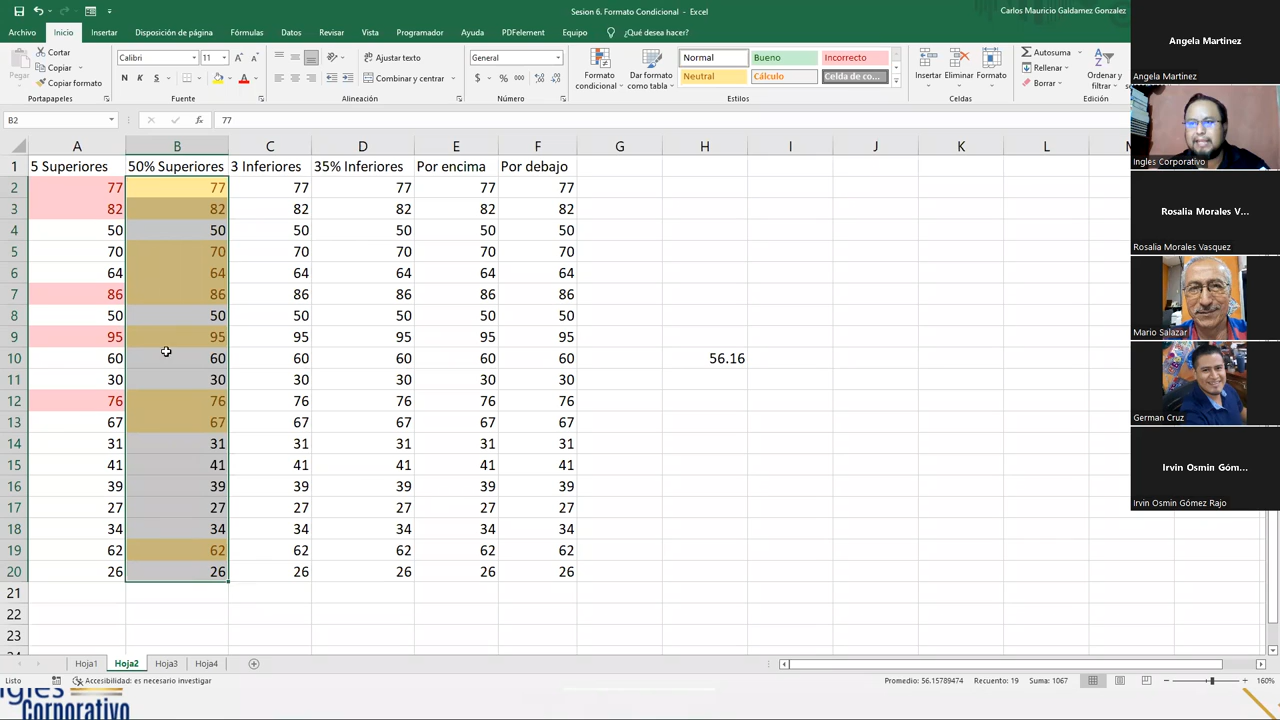 Sesion 6. Formato Condicional - Excel
Carlos Mauricio Galdamez Gonzalez
Archivo Inicio Insertar Disposición de página Fórmulas Datos Revisar Vista Programador Ayuda PDFelement Equipo ¿Qué desea hacer?
Pegar
Cortar
Copiar
Copiar formato
Portapapeles
Calibri 11
N K S
Fuente
Ajustar texto
Combinar y centrar
Alineación
General
$ % 000
Número
Formato condicional
Dar formato como tabla
Normal Bueno Incorrecto
Neutral Cálculo Celda de co...
Estilos
Insertar Eliminar Formato
Celdas
Autosuma
Rellenar
Borrar
Ordenar y filtrar
Edición
B2 fx 77
A B C D E F G H I J K L M
1 5 Superiores 50% Superiores 3 Inferiores 35% Inferiores Por encima Por debajo
2 77 77 77 77 77 77
3 82 82 82 82 82 82
4 50 50 50 50 50 50
5 70 70 70 70 70 70
6 64 64 64 64 64 64
7 86 86 86 86 86 86
8 50 50 50 50 50 50
9 95 95 95 95 95 95
10 60 60 60 60 60 60 56.16
11 30 30 30 30 30 30
12 76 76 76 76 76 76
13 67 67 67 67 67 67
14 31 31 31 31 31 31
15 41 41 41 41 41 41
16 39 39 39 39 39 39
17 27 27 27 27 27 27
18 34 34 34 34 34 34
19 62 62 62 62 62 62
20 26 26 26 26 26 26
21
22
23
Hoja1 Hoja2 Hoja3 Hoja4
Listo Accesibilidad: es necesario investigar Promedio: 56.15789474 Recuento: 19 Suma: 1067 160%
Ingles
Corporativo
Angela Martinez
Angela Martinez
Ingles Corporativo
Rosalia Morales V...
Rosalia Morales Vasquez
Mario Salazar
German Cruz
Irvin Osmin Góm...
Irvin Osmin Gómez Rajo